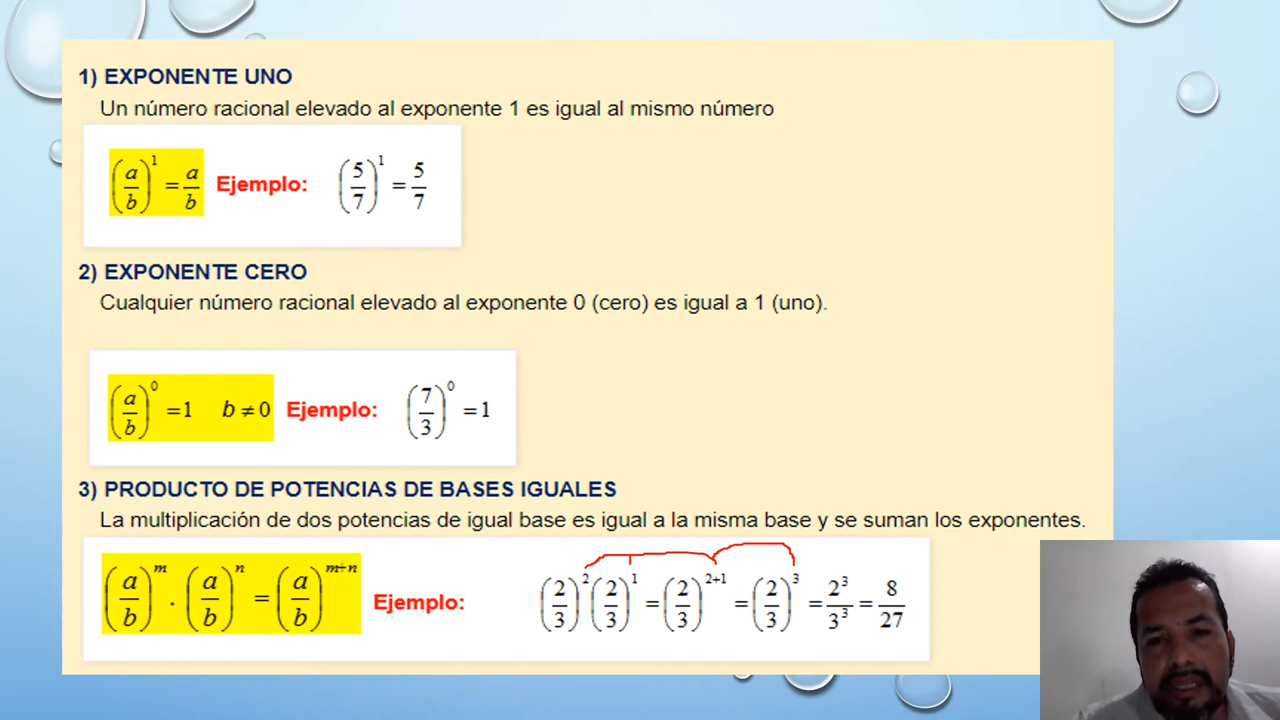 1) EXPONENTE UNO
Un número racional elevado al exponente 1 es igual al mismo número
(a/b)^1 = a/b Ejemplo: (5/7)^1 = 5/7
2) EXPONENTE CERO
Cualquier número racional elevado al exponente 0 (cero) es igual a 1 (uno).
(a/b)^0 = 1 b ≠ 0 Ejemplo: (7/3)^0 = 1
3) PRODUCTO DE POTENCIAS DE BASES IGUALES
La multiplicación de dos potencias de igual base es igual a la misma base y se suman los exponentes.
(a/b)^m . (a/b)^n = (a/b)^(m+n) Ejemplo: (2/3)^2 (2/3)^1 = (2/3)^(2+1) = (2/3)^3 = 2^3/3^3 = 8/27